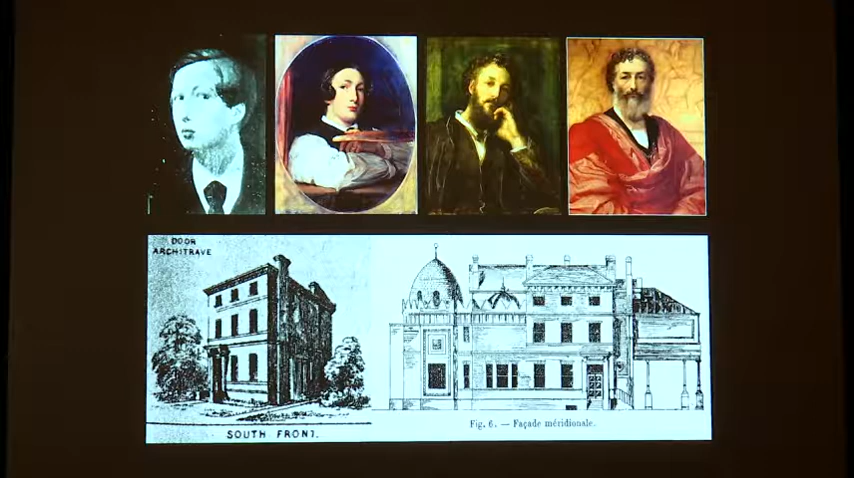 DOOR
ARCHITRAVE
SOUTH FRONT.
Fig. 6. — Façade méridionale.